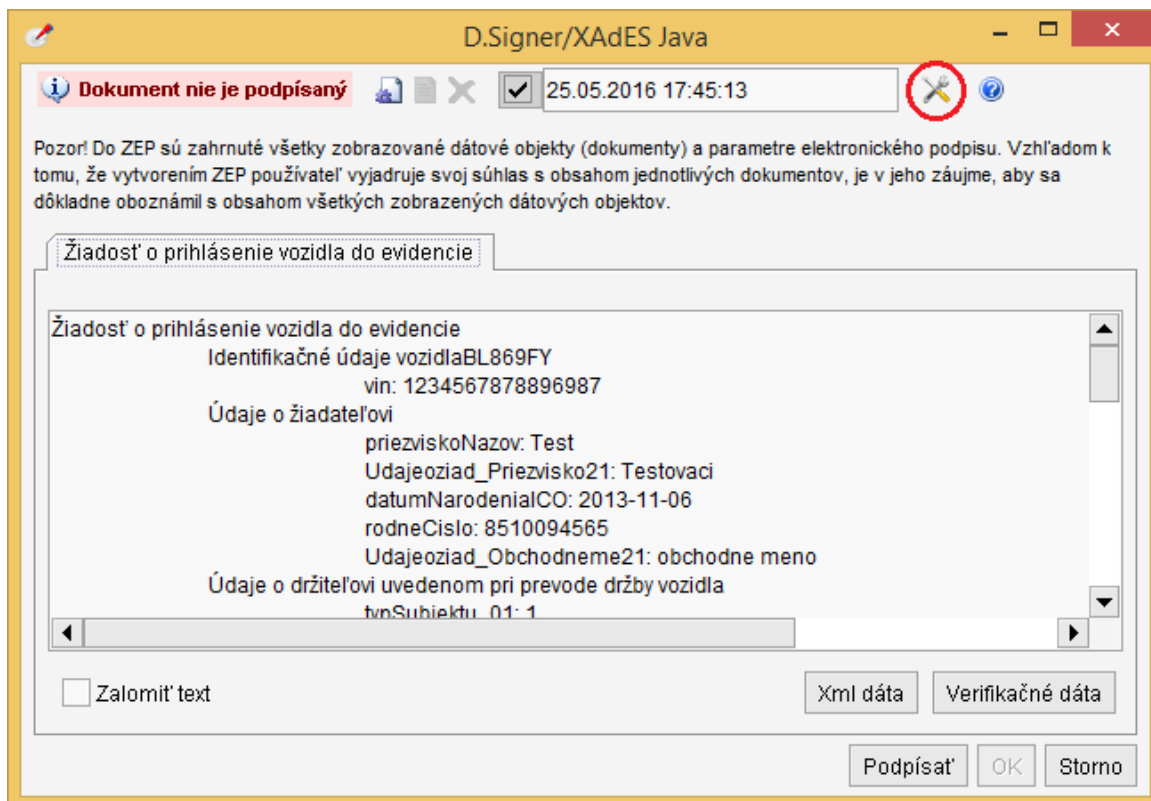 D.Signer/XAdES Java
Dokument nie je podpísaný
25.05.2016 17:45:13
Pozor! Do ZEP sú zahrnuté všetky zobrazované dátové objekty (dokumenty) a parametre elektronického podpisu. Vzhľadom k
tomu, že vytvorením ZEP používateľ vyjadruje svoj súhlas s obsahom jednotlivých dokumentov, je v jeho záujme, aby sa
dôkladne oboznámil s obsahom všetkých zobrazených dátových objektov.
Žiadosť o prihlásenie vozidla do evidencie
Žiadosť o prihlásenie vozidla do evidencie
Identifikačné údaje vozidlaBL869FY
vin: 1234567878896987
Údaje o žiadateľovi
priezviskoNazov: Test
Udajeoziad_Priezvisko21: Testovaci
datumNarodeniaICO: 2013-11-06
rodneCislo: 8510094565
Udajeoziad_Obchodneme21: obchodne meno
Údaje o držiteľovi uvedenom pri prevode držby vozidla
typSubjektu_01: 1
Zalomiť text
Xml dáta
Verifikačné dáta
Podpísať
OK
Storno